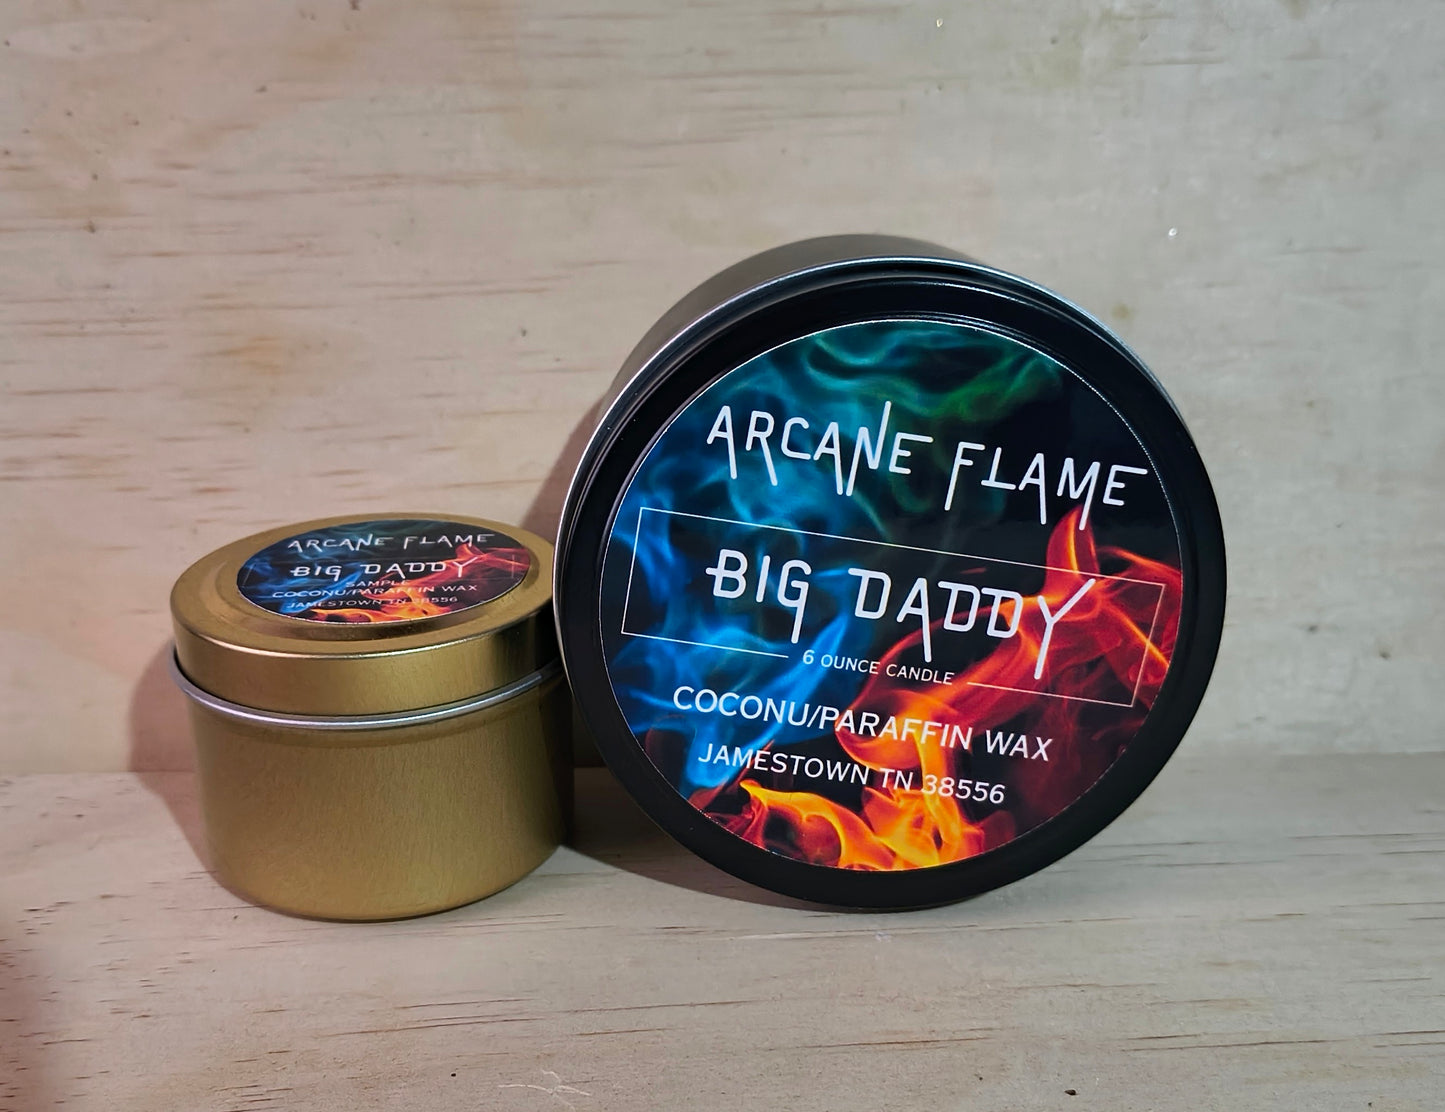 ARCANE FLAME
BIG DADDY
SAMPLE
COCONU/PARAFFIN WAX
JAMESTOWN TN 38556
ARCANE FLAME
BIG DADDY
6 OUNCE CANDLE
COCONU/PARAFFIN WAX
JAMESTOWN TN 38556